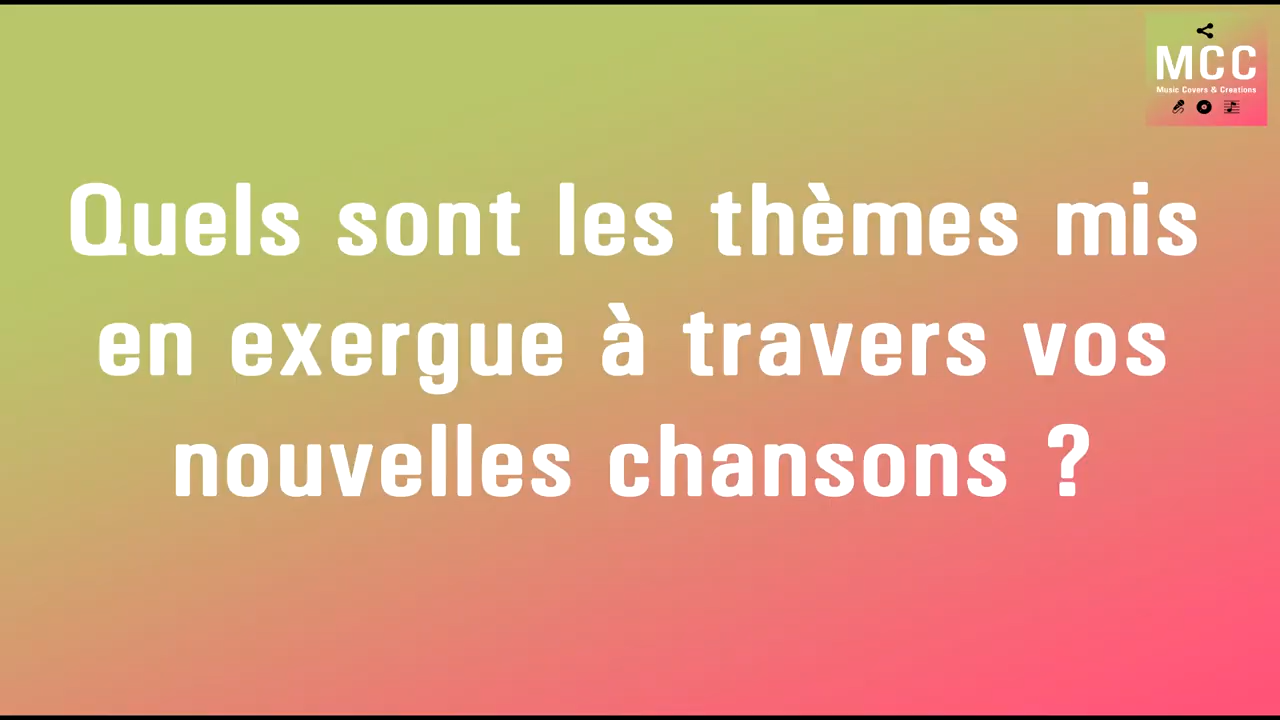 MCC
Music Covers & Creations
Quels sont les thèmes mis
en exergue à travers vos
nouvelles chansons ?